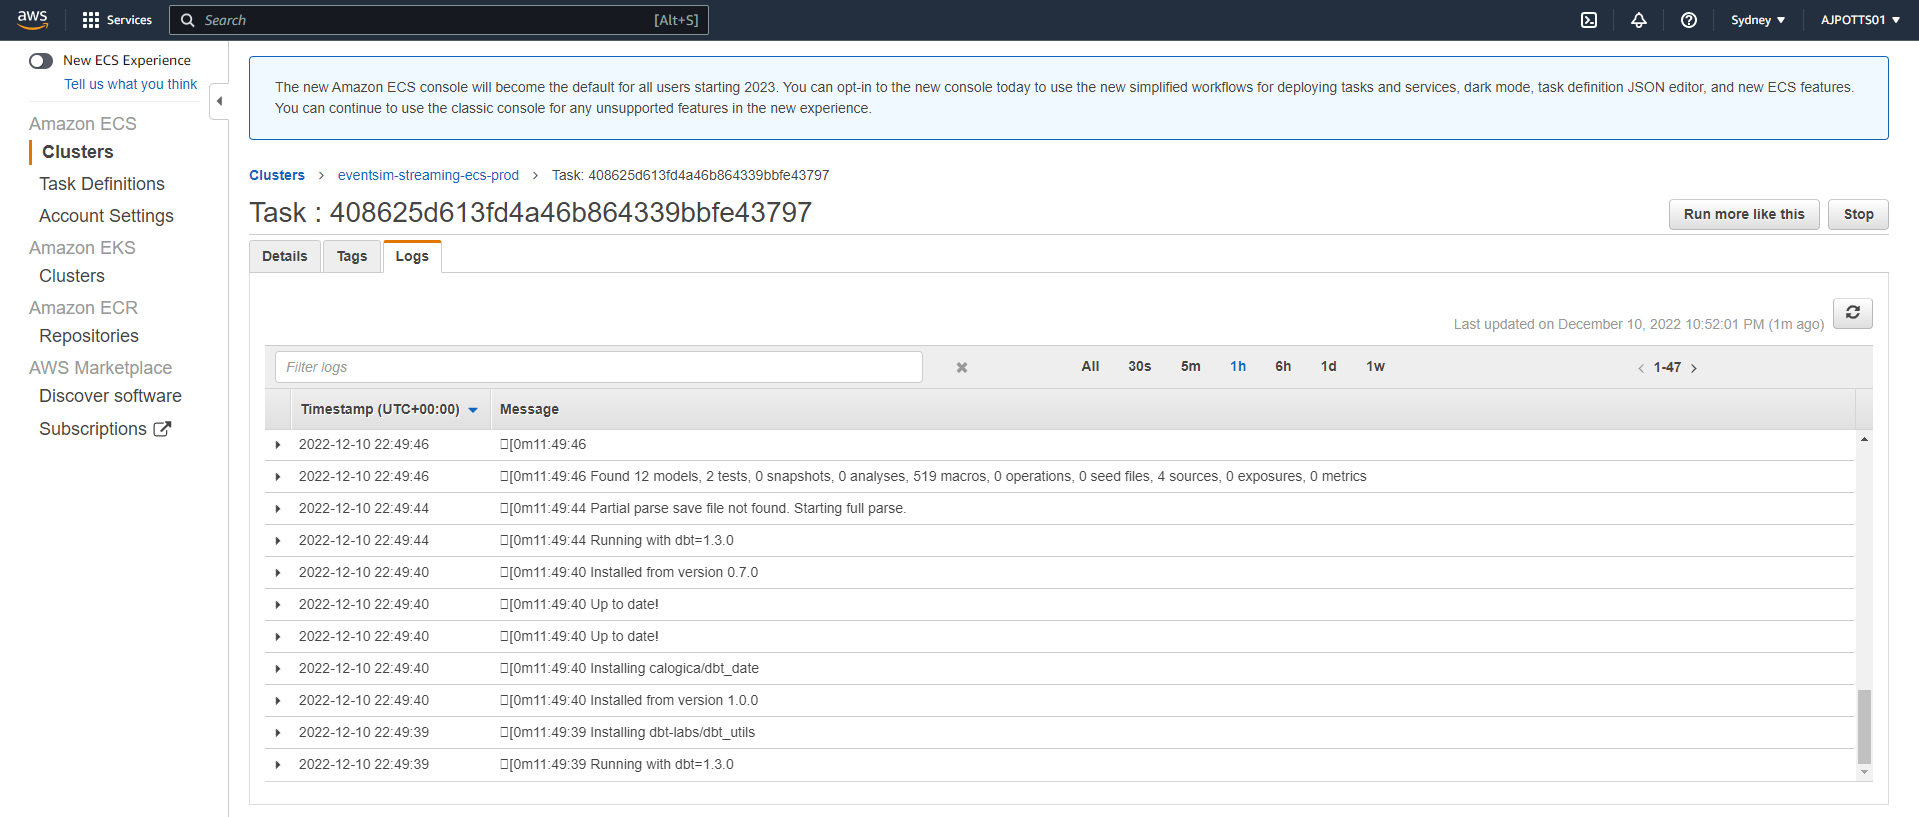 aws Services Search [Alt+S] Sydney AJPOTTS01
New ECS Experience
Tell us what you think
Amazon ECS
Clusters
Task Definitions
Account Settings
Amazon EKS
Clusters
Amazon ECR
Repositories
AWS Marketplace
Discover software
Subscriptions
The new Amazon ECS console will become the default for all users starting 2023. You can opt-in to the new console today to use the new simplified workflows for deploying tasks and services, dark mode, task definition JSON editor, and new ECS features.
You can continue to use the classic console for any unsupported features in the new experience.
Clusters > eventsim-streaming-ecs-prod > Task: 408625d613fd4a46b864339bbfe43797
Task : 408625d613fd4a46b864339bbfe43797
Run more like this Stop
Details Tags Logs
Last updated on December 10, 2022 10:52:01 PM (1m ago)
Filter logs All 30s 5m 1h 6h 1d 1w < 1-47 >
Timestamp (UTC+00:00) Message
2022-12-10 22:49:46 □[0m11:49:46
2022-12-10 22:49:46 □[0m11:49:46 Found 12 models, 2 tests, 0 snapshots, 0 analyses, 519 macros, 0 operations, 0 seed files, 4 sources, 0 exposures, 0 metrics
2022-12-10 22:49:44 □[0m11:49:44 Partial parse save file not found. Starting full parse.
2022-12-10 22:49:44 □[0m11:49:44 Running with dbt=1.3.0
2022-12-10 22:49:40 □[0m11:49:40 Installed from version 0.7.0
2022-12-10 22:49:40 □[0m11:49:40 Up to date!
2022-12-10 22:49:40 □[0m11:49:40 Up to date!
2022-12-10 22:49:40 □[0m11:49:40 Installing calogica/dbt_date
2022-12-10 22:49:40 □[0m11:49:40 Installed from version 1.0.0
2022-12-10 22:49:39 □[0m11:49:39 Installing dbt-labs/dbt_utils
2022-12-10 22:49:39 □[0m11:49:39 Running with dbt=1.3.0